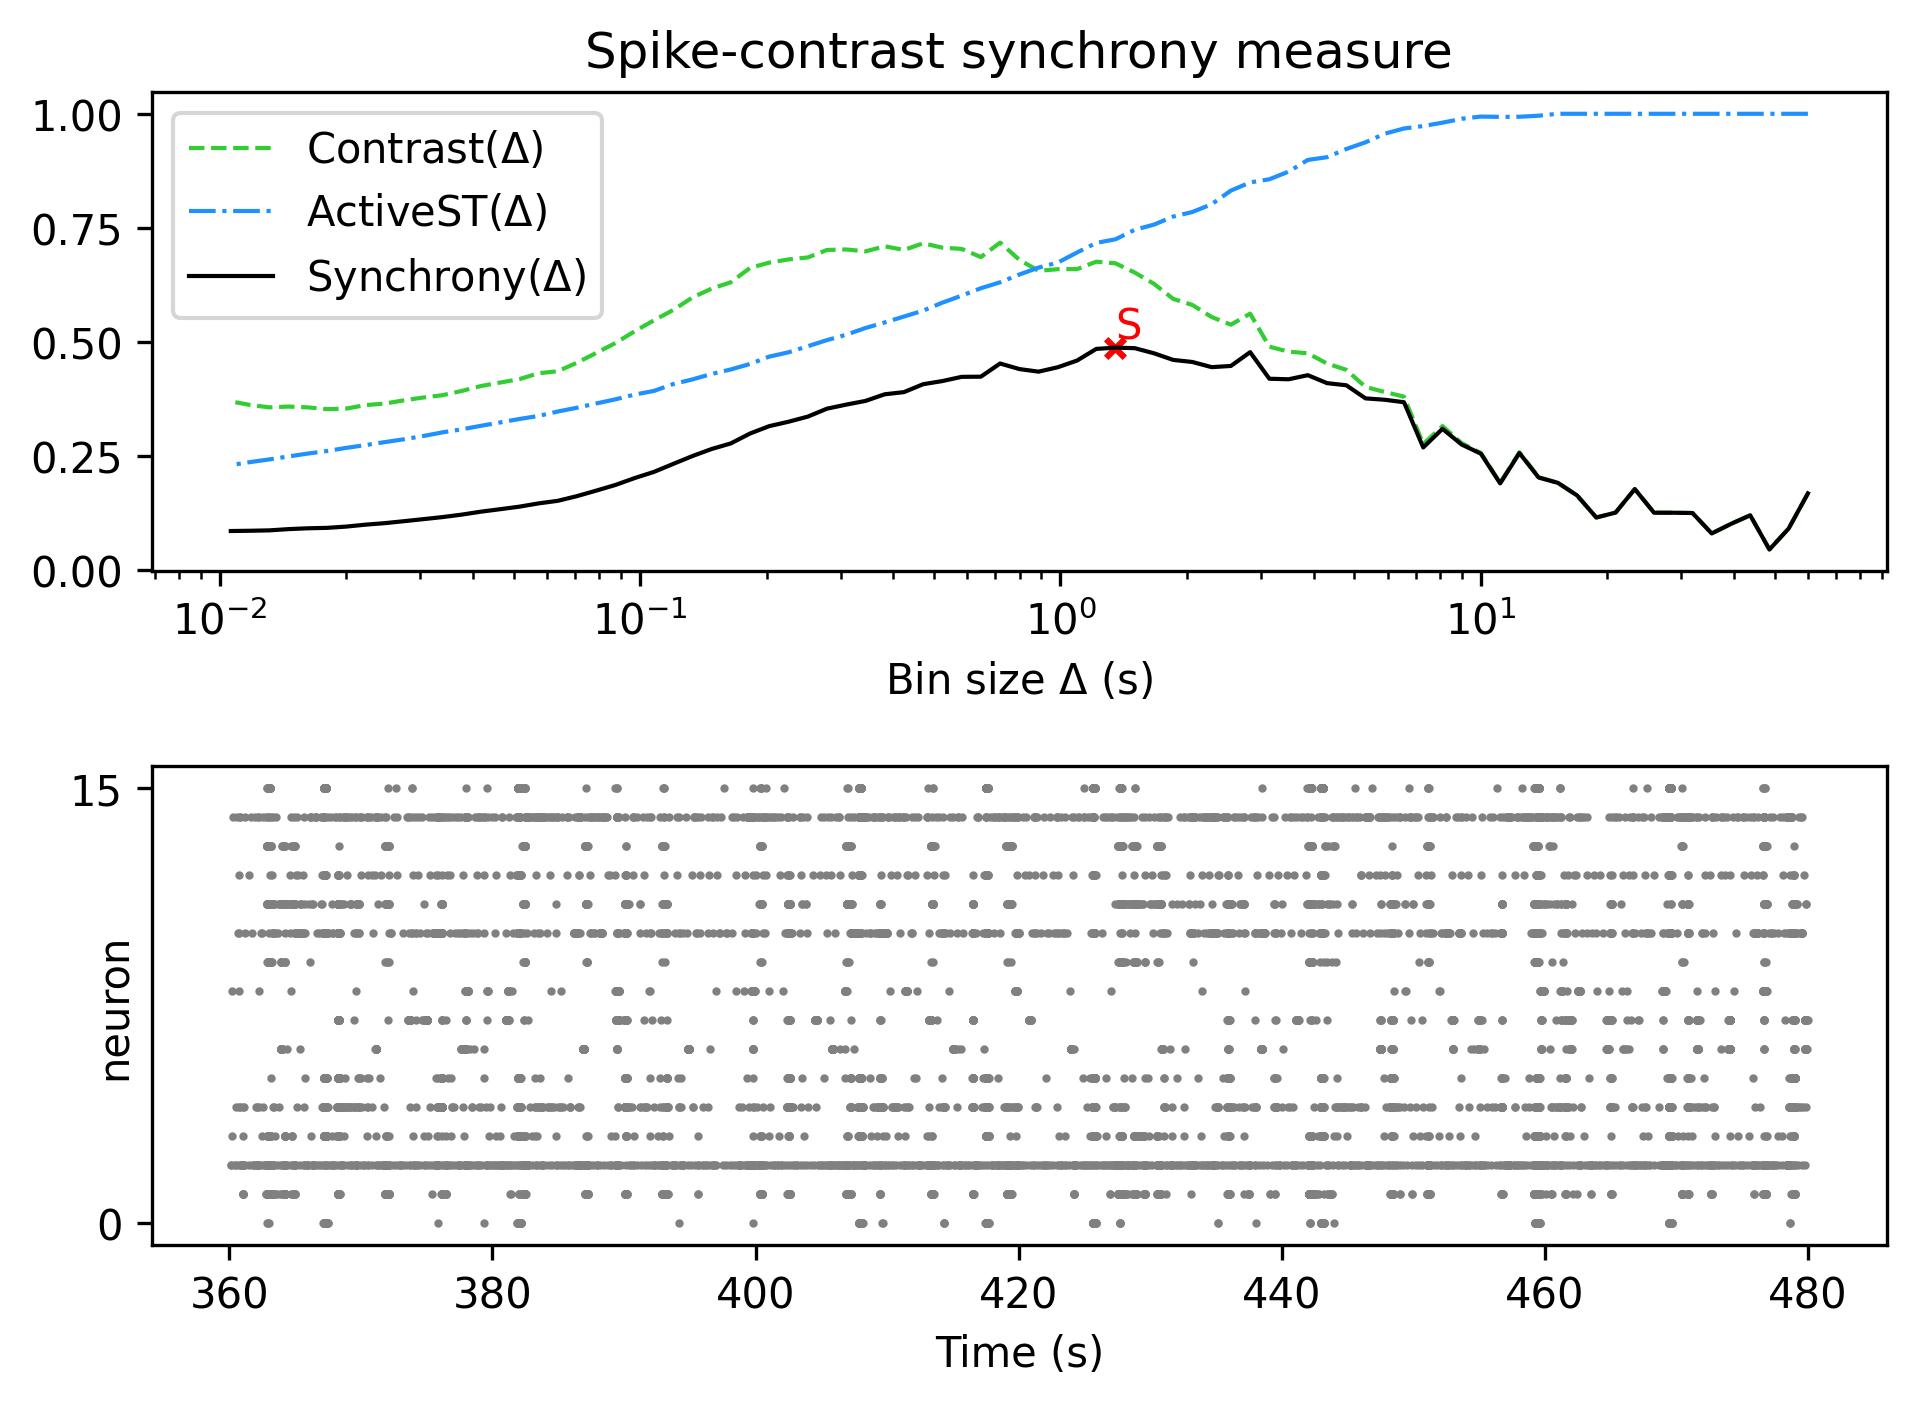 Spike-contrast synchrony measure
1.00
0.75
0.50
0.25
0.00
Contrast(Δ)
ActiveST(Δ)
Synchrony(Δ)
S
10⁻² 10⁻¹ 10⁰ 10¹
Bin size Δ (s)
15
0
neuron
360 380 400 420 440 460 480
Time (s)